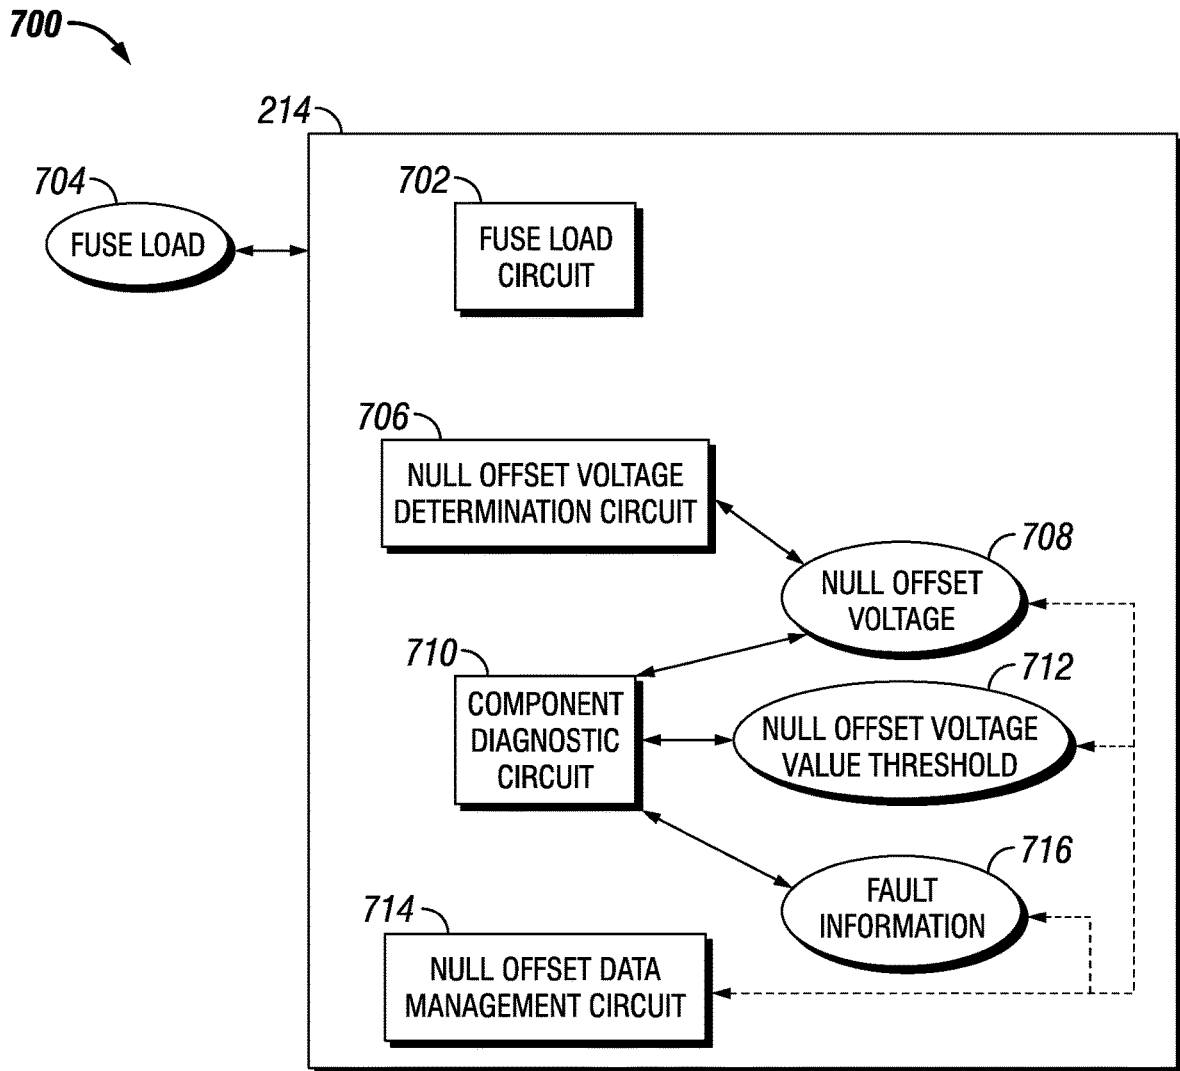 700
214
704
FUSE LOAD
702
FUSE LOAD
CIRCUIT
706
NULL OFFSET VOLTAGE
DETERMINATION CIRCUIT
708
NULL OFFSET
VOLTAGE
710
COMPONENT
DIAGNOSTIC
CIRCUIT
712
NULL OFFSET VOLTAGE
VALUE THRESHOLD
716
FAULT
INFORMATION
714
NULL OFFSET DATA
MANAGEMENT CIRCUIT